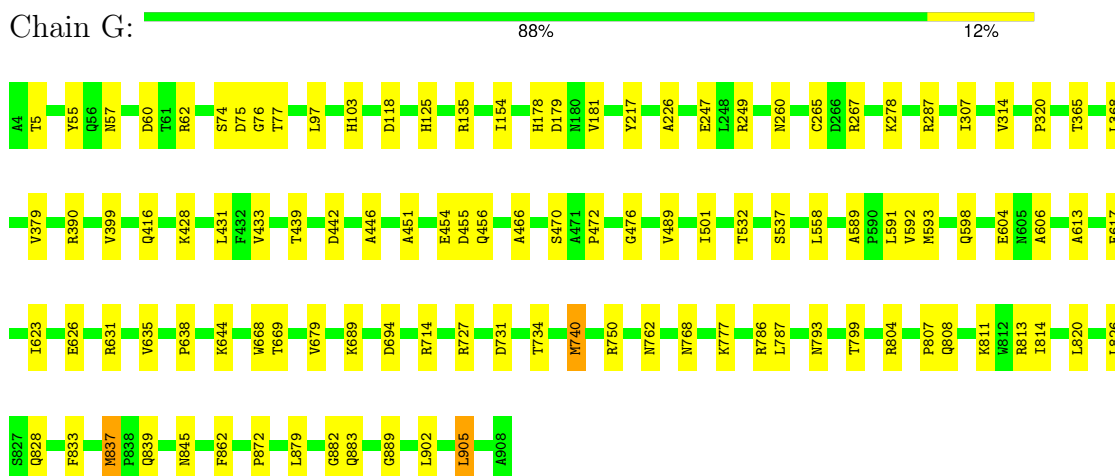 Chain G:
88% 12%
A4 T5 Y55 Q56 N57 D60 T61 R62 S74 D75 G76 T77 L97 H103 D118 H125 R135 I154 H178 D179 N180 V181 Y217 A226 E247 L248 R249 N260 C265 D266 R267 K278 R287 I307 V314 P320 T365
V379 R390 V399 Q416 K428 L431 F432 V433 T439 D442 A446 A451 E454 D455 Q456 A466 S470 A471 P472 G476 V489 I501 T532 S537 L558 A589 P590 L591 V592 M593 Q598 E604 N605 A606 A613
I623 E626 R631 V635 P638 K644 W668 T669 V679 K689 D694 R714 R727 D731 T734 M740 R750 N762 N768 K777 R786 L787 N793 T799 R804 P807 Q808 K811 W812 R813 I814 L820
S827 Q828 F833 M837 P838 Q839 N845 F862 P872 L879 G882 Q883 G889 L902 L905 A908